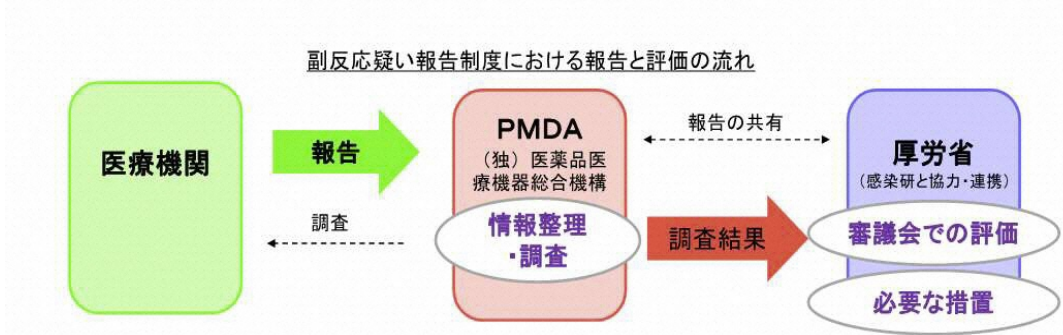 副反応疑い報告制度における報告と評価の流れ
医療機関
報告
調査
PMDA
（独）医薬品医
療機器総合機構
情報整理
・調査
報告の共有
調査結果
厚労省
（感染研と協力・連携）
審議会での評価
必要な措置